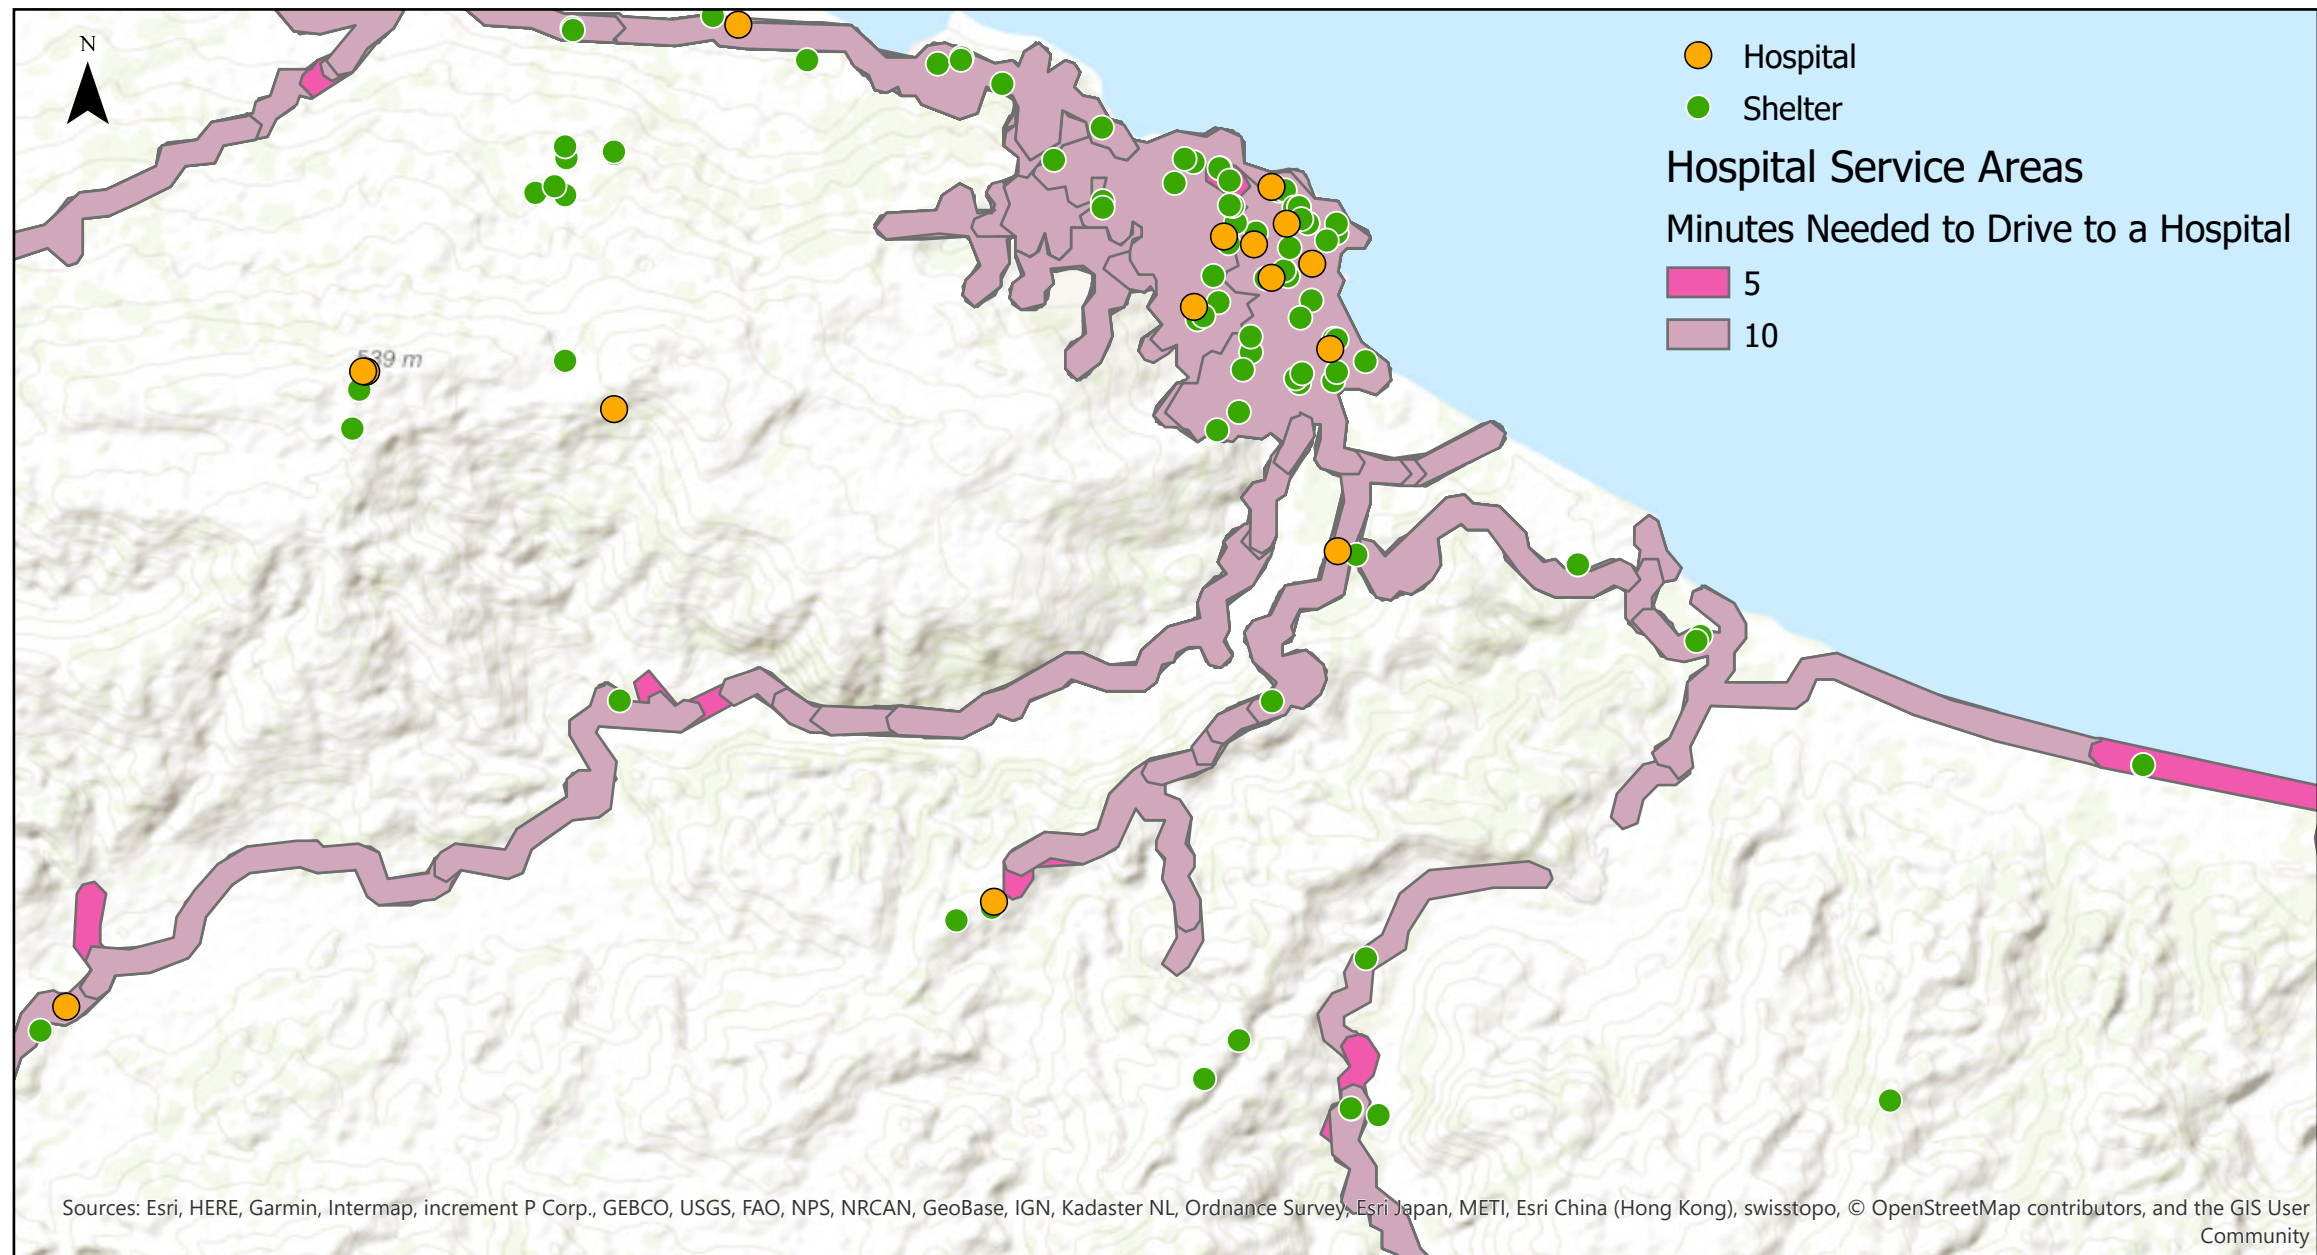 N
Hospital
Shelter
Hospital Service Areas
Minutes Needed to Drive to a Hospital
5
10
539 m
Sources: Esri, HERE, Garmin, Intermap, increment P Corp., GEBCO, USGS, FAO, NPS, NRCAN, GeoBase, IGN, Kadaster NL, Ordnance Survey, Esri Japan, METI, Esri China (Hong Kong), swisstopo, © OpenStreetMap contributors, and the GIS User
Community